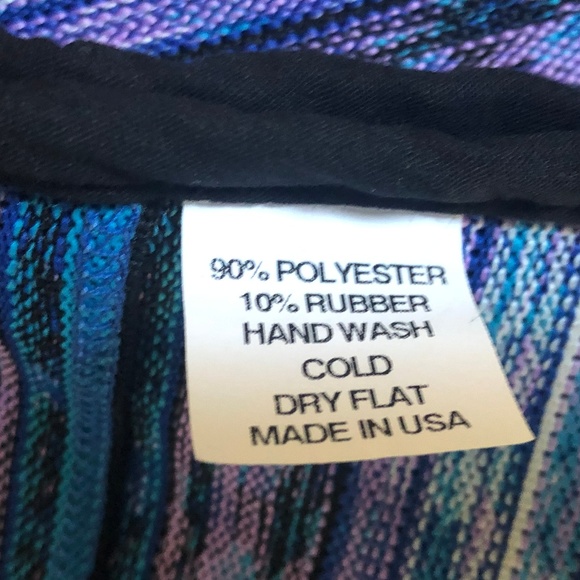 90% POLYESTER
10% RUBBER
HAND WASH
COLD
DRY FLAT
MADE IN USA